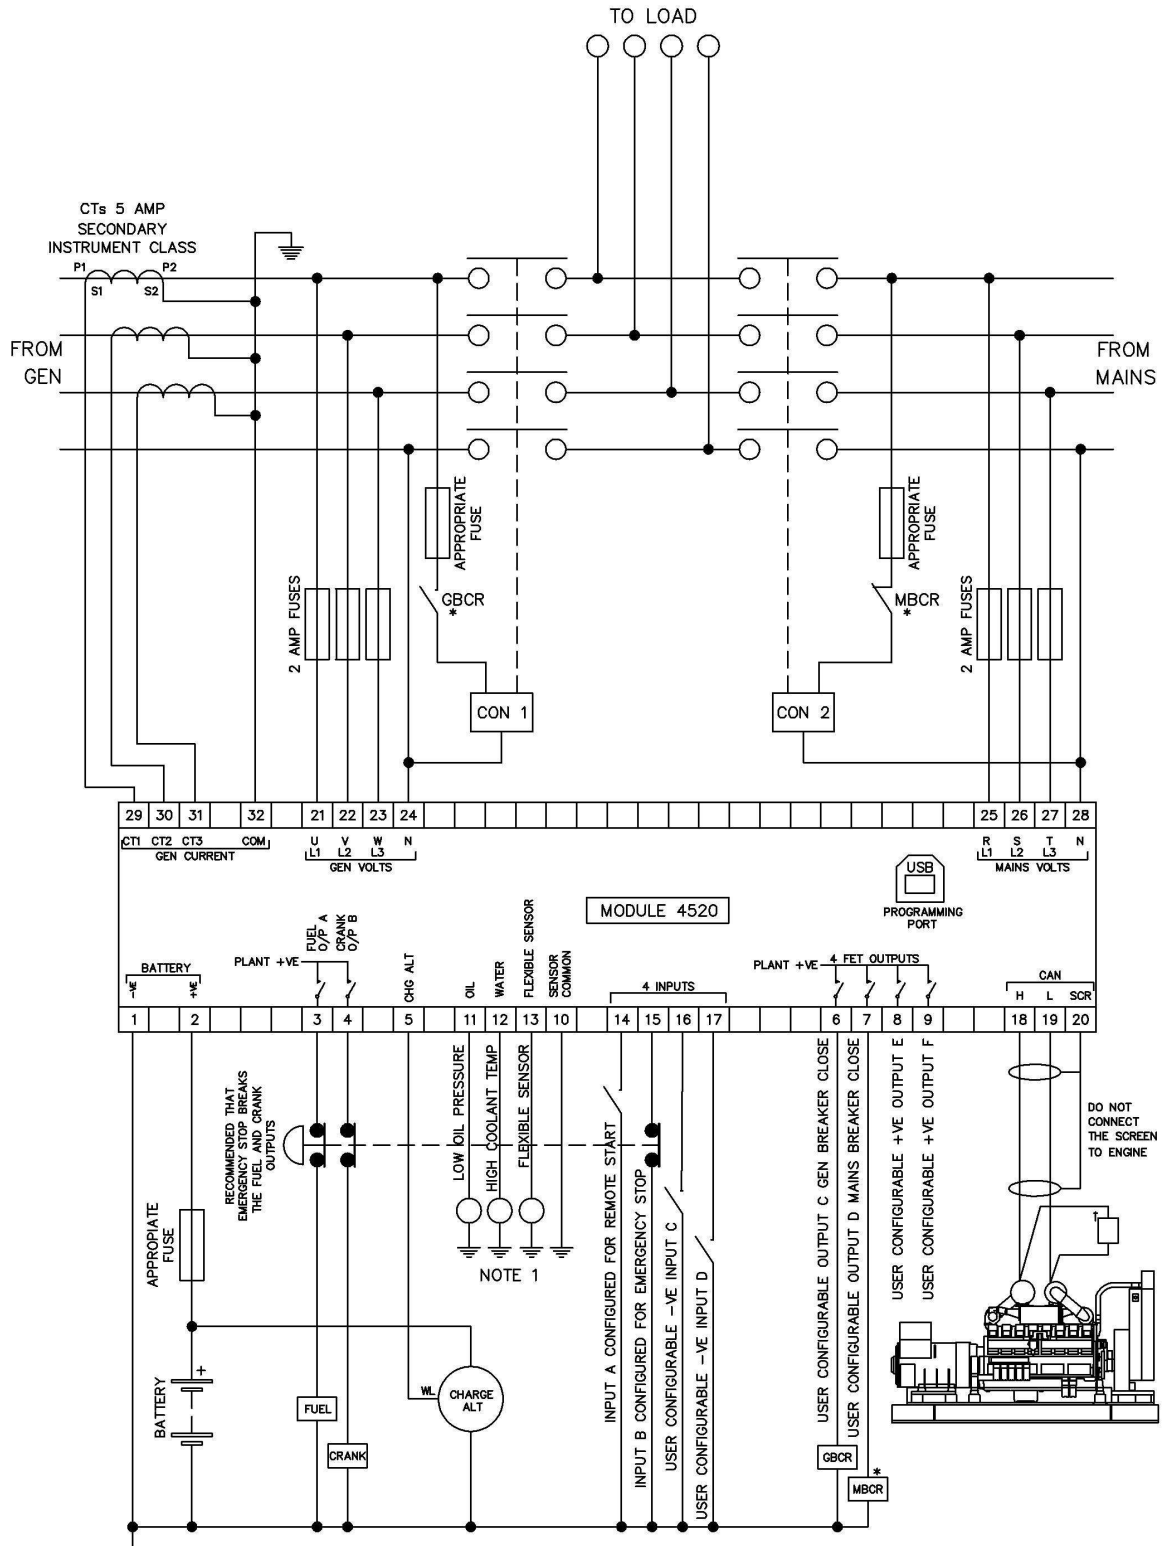 TO LOAD
CTs 5 AMP
SECONDARY
INSTRUMENT CLASS
P1
P2
S1
S2
FROM
GEN
FROM
MAINS
APPROPRIATE
FUSE
APPROPRIATE
FUSE
2 AMP FUSES
GBCR
*
MBCR
*
2 AMP FUSES
CON 1
CON 2
29 30 31 32 21 22 23 24 25 26 27 28
CT1 CT2 CT3 COM
GEN CURRENT
U V W N
L1 L2 L3
GEN VOLTS
R S T N
L1 L2 L3
MAINS VOLTS
USB
PROGRAMMING
PORT
MODULE 4520
BATTERY
-VE
+VE
PLANT +VE
FUEL
O/P A
CRANK
O/P B
CHG ALT
OIL
WATER
FLEXIBLE SENSOR
SENSOR
COMMON
4 INPUTS
PLANT +VE
4 FET OUTPUTS
CAN
H L SCR
1 2 3 4 5 11 12 13 10 14 15 16 17 6 7 8 9 18 19 20
RECOMMENDED THAT
EMERGENCY STOP BREAKS
THE FUEL AND CRANK
OUTPUTS
LOW OIL PRESSURE
HIGH COOLANT TEMP
FLEXIBLE SENSOR
NOTE 1
INPUT A CONFIGURED FOR REMOTE START
INPUT B CONFIGURED FOR EMERGENCY STOP
USER CONFIGURABLE -VE INPUT C
USER CONFIGURABLE -VE INPUT D
USER CONFIGURABLE OUTPUT C GEN BREAKER CLOSE
USER CONFIGURABLE OUTPUT D MAINS BREAKER CLOSE
USER CONFIGURABLE +VE OUTPUT E
USER CONFIGURABLE +VE OUTPUT F
DO NOT
CONNECT
THE SCREEN
TO ENGINE
APPROPIATE
FUSE
BATTERY
+
FUEL
CRANK
WL
CHARGE
ALT
GBCR
*
MBCR